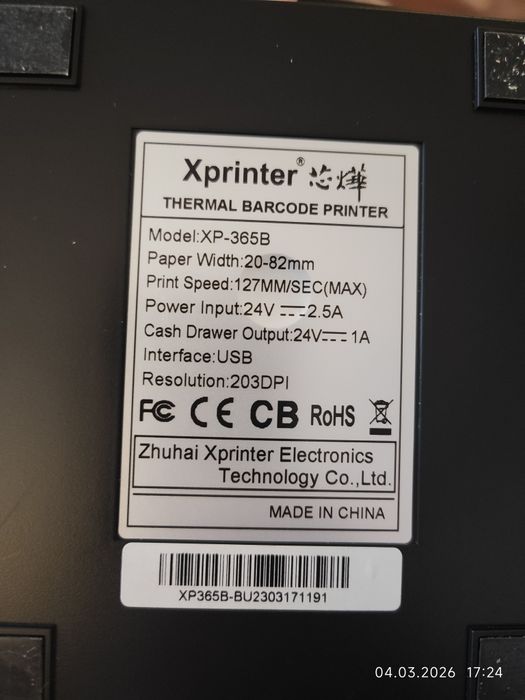 Xprinter® 芯烨
THERMAL BARCODE PRINTER
Model:XP-365B
Paper Width:20-82mm
Print Speed:127MM/SEC(MAX)
Power Input:24V ⎓ 2.5A
Cash Drawer Output:24V ⎓ 1A
Interface:USB
Resolution:203DPI
FC CE CB RoHS
Zhuhai Xprinter Electronics
Technology Co.,Ltd.
MADE IN CHINA
XP365B-BU2303171191
04.03.2026 17:24